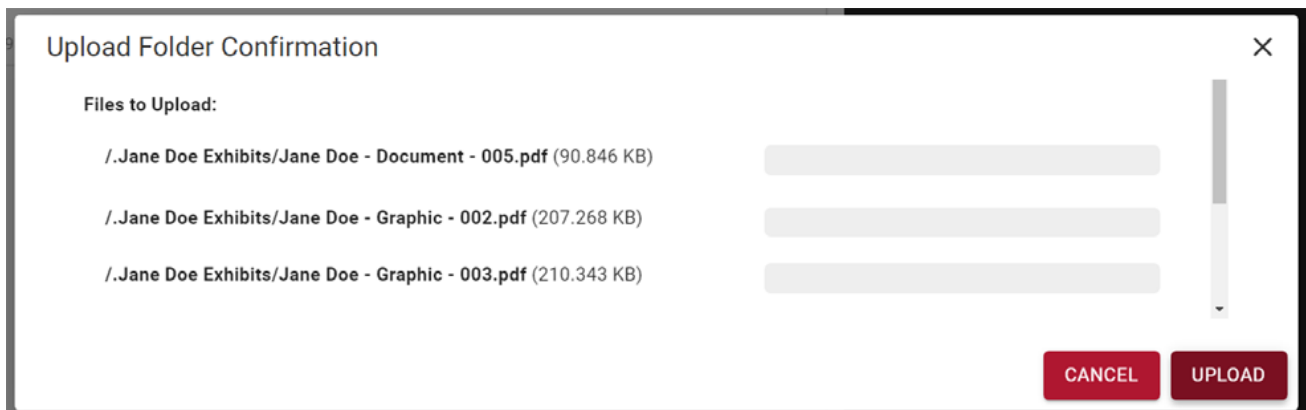 9
Upload Folder Confirmation
Files to Upload:
/.Jane Doe Exhibits/Jane Doe - Document - 005.pdf (90.846 KB)
/.Jane Doe Exhibits/Jane Doe - Graphic - 002.pdf (207.268 KB)
/.Jane Doe Exhibits/Jane Doe - Graphic - 003.pdf (210.343 KB)
CANCEL UPLOAD